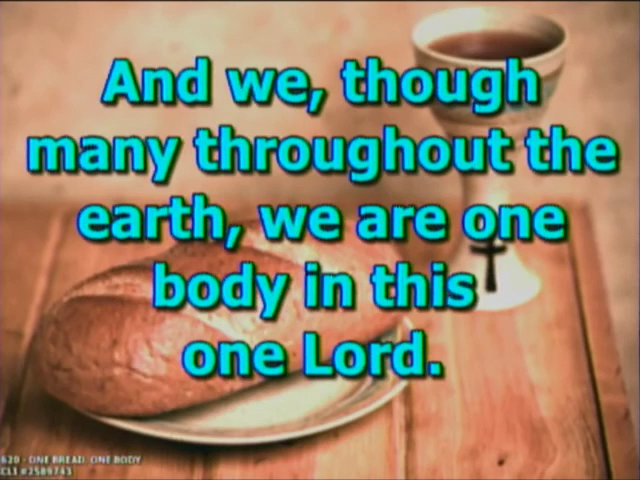 And we, though
many throughout the
earth, we are one
body in this
one Lord.
620 - ONE BREAD, ONE BODY
CLI #2589743